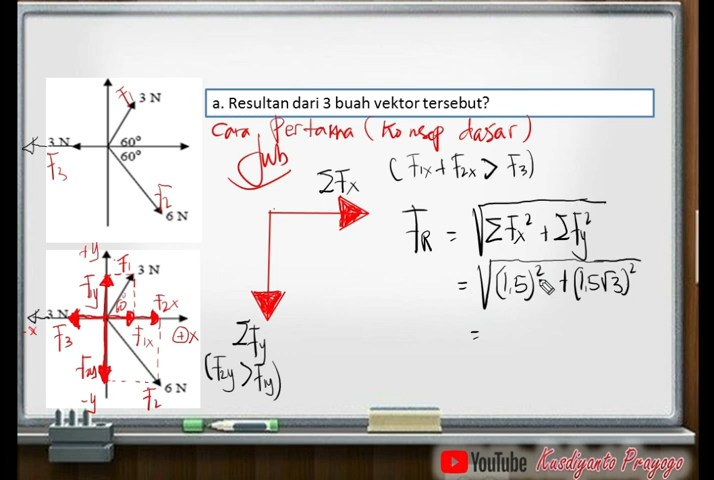 a. Resultan dari 3 buah vektor tersebut?
Cara Pertama (Konsep dasar)
Jwb
F1 3 N
3 N 60°
60°
F3
F2
6 N
ΣFx (F1x + F2x > F3)
FR = √ΣFx² + ΣFy²
= √(1,5)² + (1,5√3)²
=
ΣFy
(F2y > F1y)
+y
F1
3 N
F1y
60° F2x
-x 3 N +x
F3 F1x
F2y
6 N
-y F2
YouTube Kusdiyanto Prayogo